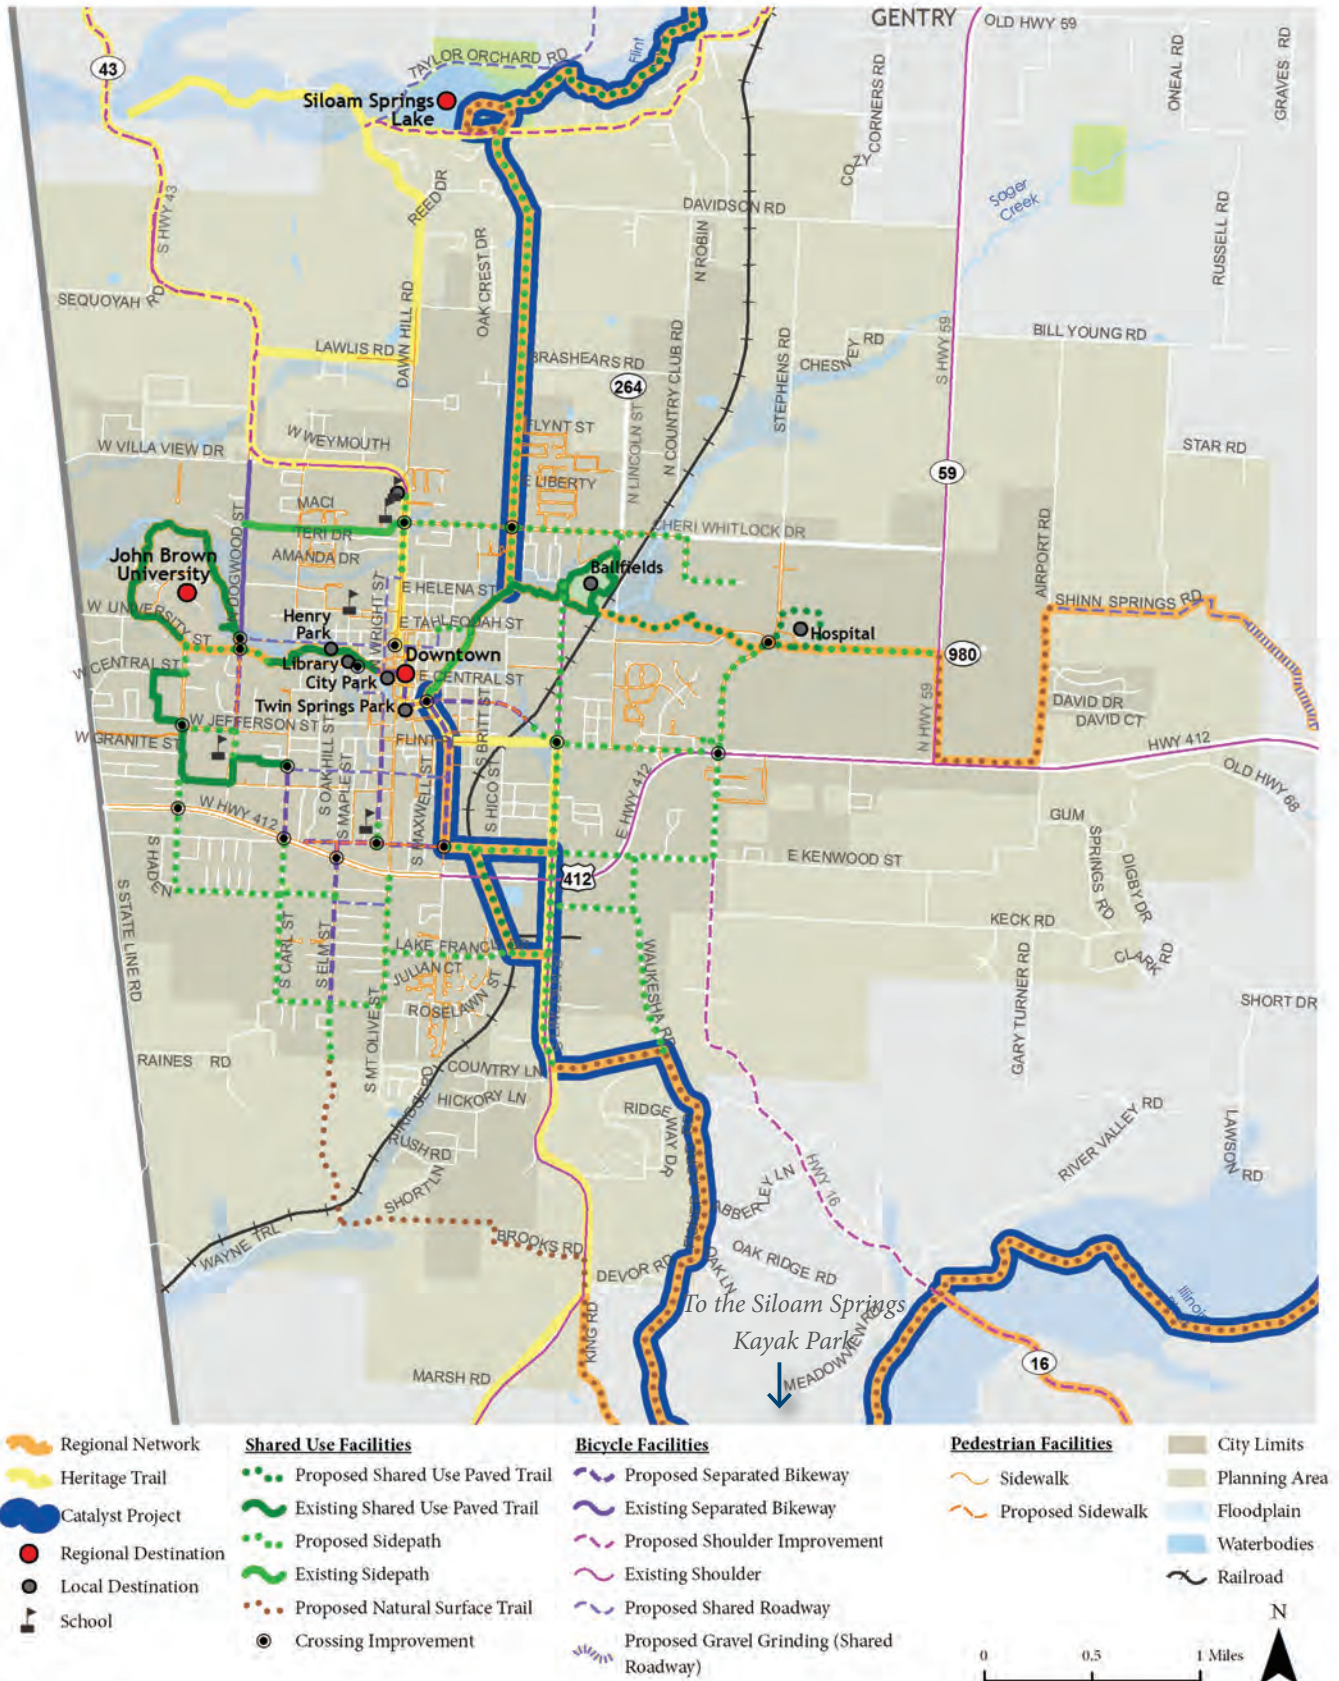 GENTRY
OLD HWY 59
43
TAYLOR ORCHARD RD
Flint
Siloam Springs
Lake
COZY CORNERS RD
ONEAL RD
GRAVES RD
S HWY 43
REED DR
DAVIDSON RD
Sager
Creek
RUSSELL RD
N ROBIN
OAK CREST DR
SEQUOYAH RD
DAWN HILL RD
LAWLIS RD
BRASHEARS RD
264
N COUNTRY CLUB RD
STEPHENS RD
CHESNEY RD
S HWY 59
BILL YOUNG RD
W VILLA VIEW DR
W WEYMOUTH
FLYNT ST
E LIBERTY
N LINCOLN ST
59
STAR RD
MACI
TERI DR
AMANDA DR
CHERI WHITLOCK DR
AIRPORT RD
John Brown
University
N DOGWOOD ST
Ballfields
E HELENA ST
N WRIGHT ST
SHINN SPRINGS RD
W UNIVERSITY ST
Henry
Park
E TAHLEQUAH ST
Hospital
980
W CENTRAL ST
Library
City Park
Downtown
E CENTRAL ST
Twin Springs Park
N HWY 59
DAVID DR
DAVID CT
W JEFFERSON ST
W GRANITE ST
FLINT
S BRITT ST
HWY 412
OLD HWY 68
S OAK HILL ST
S MAPLE ST
S MAXWELL ST
S HICO ST
E HWY 412
W HWY 412
GUM
SPRINGS RD
DIGBY DR
E KENWOOD ST
412
S HADEN
S STATE LINE RD
S CARL ST
S ELM ST
KECK RD
CLARK RD
GARY TURNER RD
LAKE FRANCIS
JULIAN CT
ROSELAWN ST
WAUKESHA RD
SHORT DR
S MT OLIVE ST
RAINES RD
COUNTRY LN
HICKORY LN
RIDGE RD
RUSH RD
SHORT LN
RIDGE WAY DR
ABBERLEY LN
HWY 16
RIVER VALLEY RD
LAWSON RD
WAYNE TRL
BROOKS RD
DEVOR RD
OAK LN
OAK RIDGE RD
To the Siloam Springs
Kayak Park
MEADOWVIEW RD
Illinois
KING RD
16
MARSH RD
Regional Network
Heritage Trail
Catalyst Project
Regional Destination
Local Destination
School
Shared Use Facilities
Proposed Shared Use Paved Trail
Existing Shared Use Paved Trail
Proposed Sidepath
Existing Sidepath
Proposed Natural Surface Trail
Crossing Improvement
Bicycle Facilities
Proposed Separated Bikeway
Existing Separated Bikeway
Proposed Shoulder Improvement
Existing Shoulder
Proposed Shared Roadway
Proposed Gravel Grinding (Shared
Roadway)
Pedestrian Facilities
Sidewalk
Proposed Sidewalk
City Limits
Planning Area
Floodplain
Waterbodies
Railroad
N
0 0.5 1 Miles